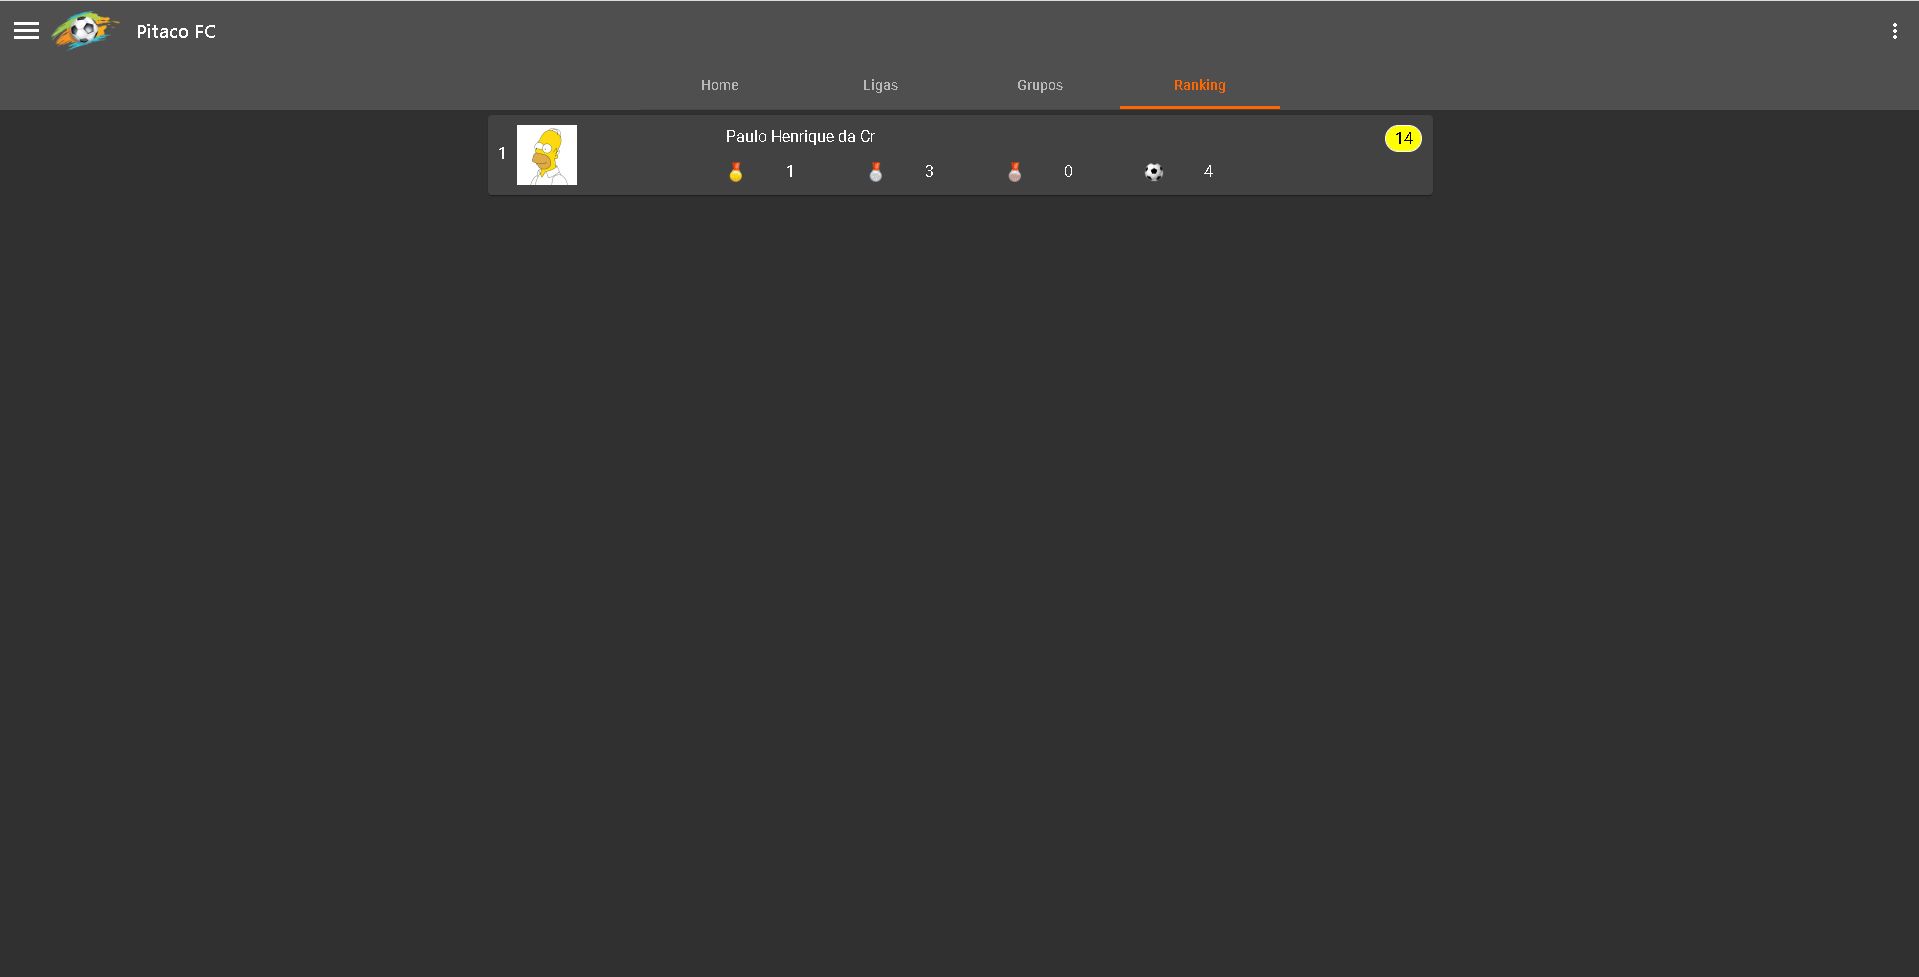 Pitaco FC
Home Ligas Grupos Ranking
1
Paulo Henrique da Cr 14
1 3 0 4